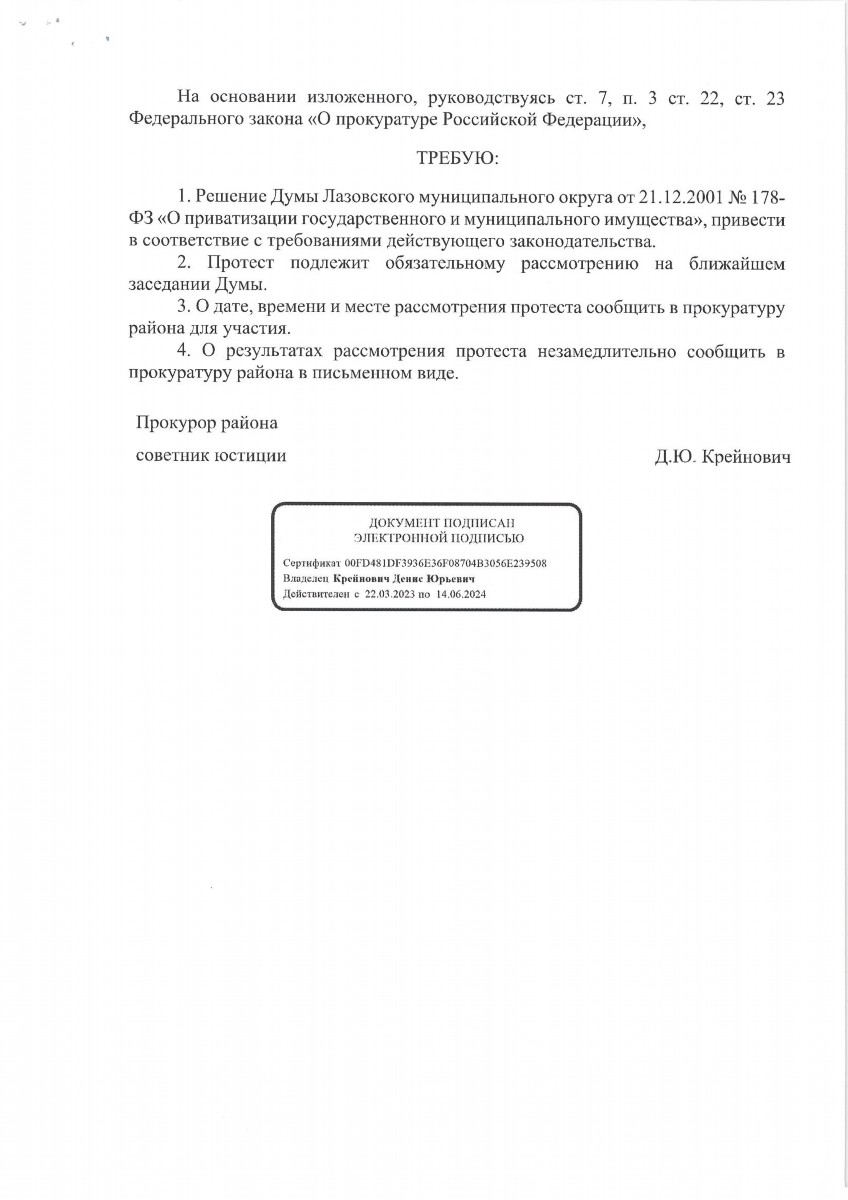 На основании изложенного, руководствуясь ст. 7, п. 3 ст. 22, ст. 23
Федерального закона «О прокуратуре Российской Федерации»,
ТРЕБУЮ:
1. Решение Думы Лазовского муниципального округа от 21.12.2001 № 178-
ФЗ «О приватизации государственного и муниципального имущества», привести
в соответствие с требованиями действующего законодательства.
2. Протест подлежит обязательному рассмотрению на ближайшем
заседании Думы.
3. О дате, времени и месте рассмотрения протеста сообщить в прокуратуру
района для участия.
4. О результатах рассмотрения протеста незамедлительно сообщить в
прокуратуру района в письменном виде.
Прокурор района
советник юстиции Д.Ю. Крейнович
ДОКУМЕНТ ПОДПИСАН
ЭЛЕКТРОННОЙ ПОДПИСЬЮ
Сертификат 00FD481DF3936E36F08704B3056E239508
Владелец Крейнович Денис Юрьевич
Действителен с 22.03.2023 по 14.06.2024